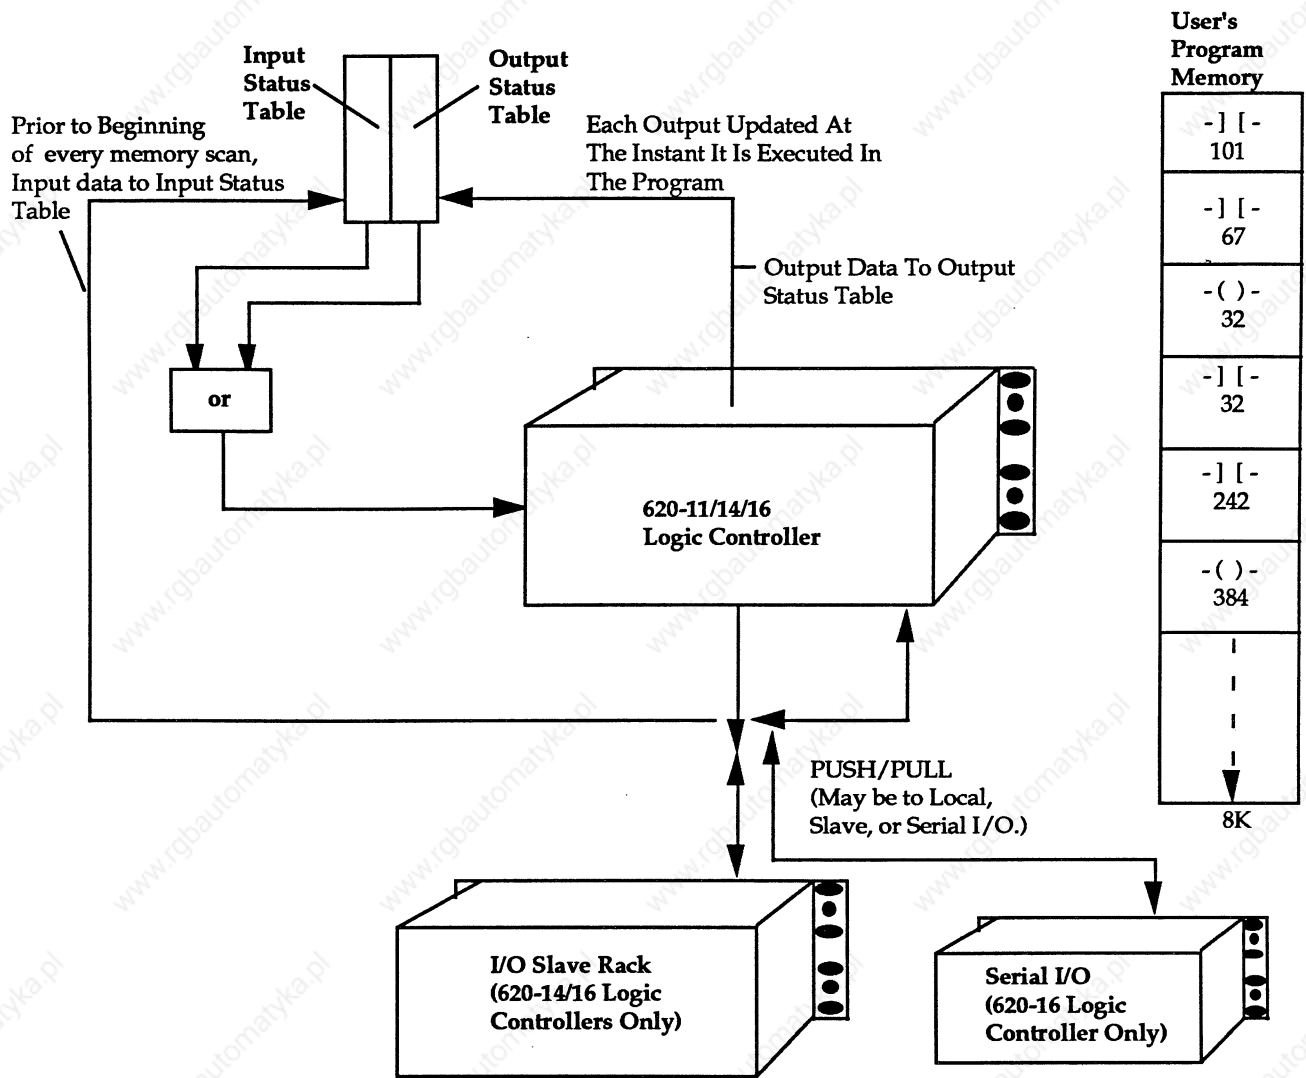 Input
Status
Table
Output
Status
Table
Prior to Beginning
of every memory scan,
Input data to Input Status
Table
Each Output Updated At
The Instant It Is Executed In
The Program
Output Data To Output
Status Table
or
620-11/14/16
Logic Controller
PUSH/PULL
(May be to Local,
Slave, or Serial I/O.)
I/O Slave Rack
(620-14/16 Logic
Controllers Only)
Serial I/O
(620-16 Logic
Controller Only)
User's
Program
Memory
-] [-
101
-] [-
67
-( )-
32
-] [-
32
-] [-
242
-( )-
384
8K
www.rgbautomatyka.pl